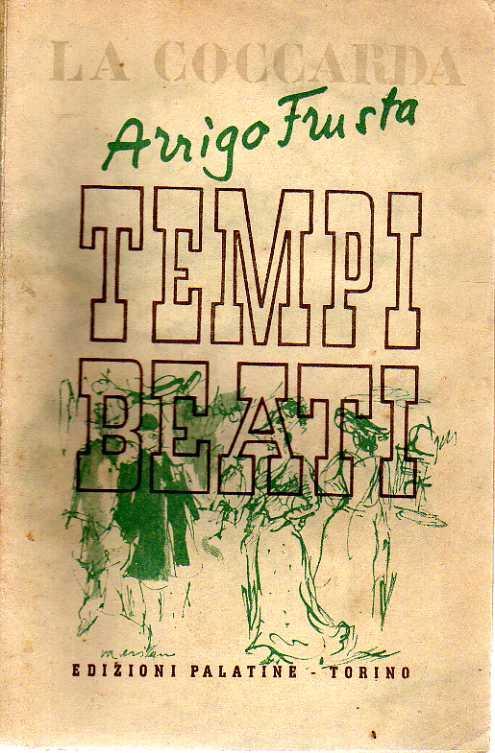 LA COCCARDA
Arrigo Frusta
TEMPI
BEATI
EDIZIONI PALATINE - TORINO